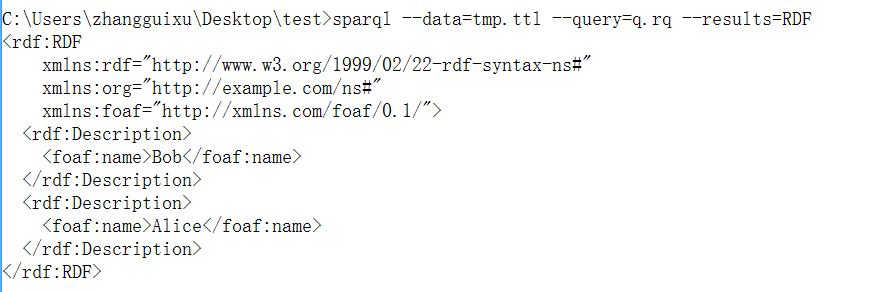 C:\Users\zhangguixu\Desktop\test>sparql --data=tmp.ttl --query=q.rq --results=RDF
<rdf:RDF
    xmlns:rdf="http://www.w3.org/1999/02/22-rdf-syntax-ns#"
    xmlns:org="http://example.com/ns#"
    xmlns:foaf="http://xmlns.com/foaf/0.1/">
  <rdf:Description>
    <foaf:name>Bob</foaf:name>
  </rdf:Description>
  <rdf:Description>
    <foaf:name>Alice</foaf:name>
  </rdf:Description>
</rdf:RDF>